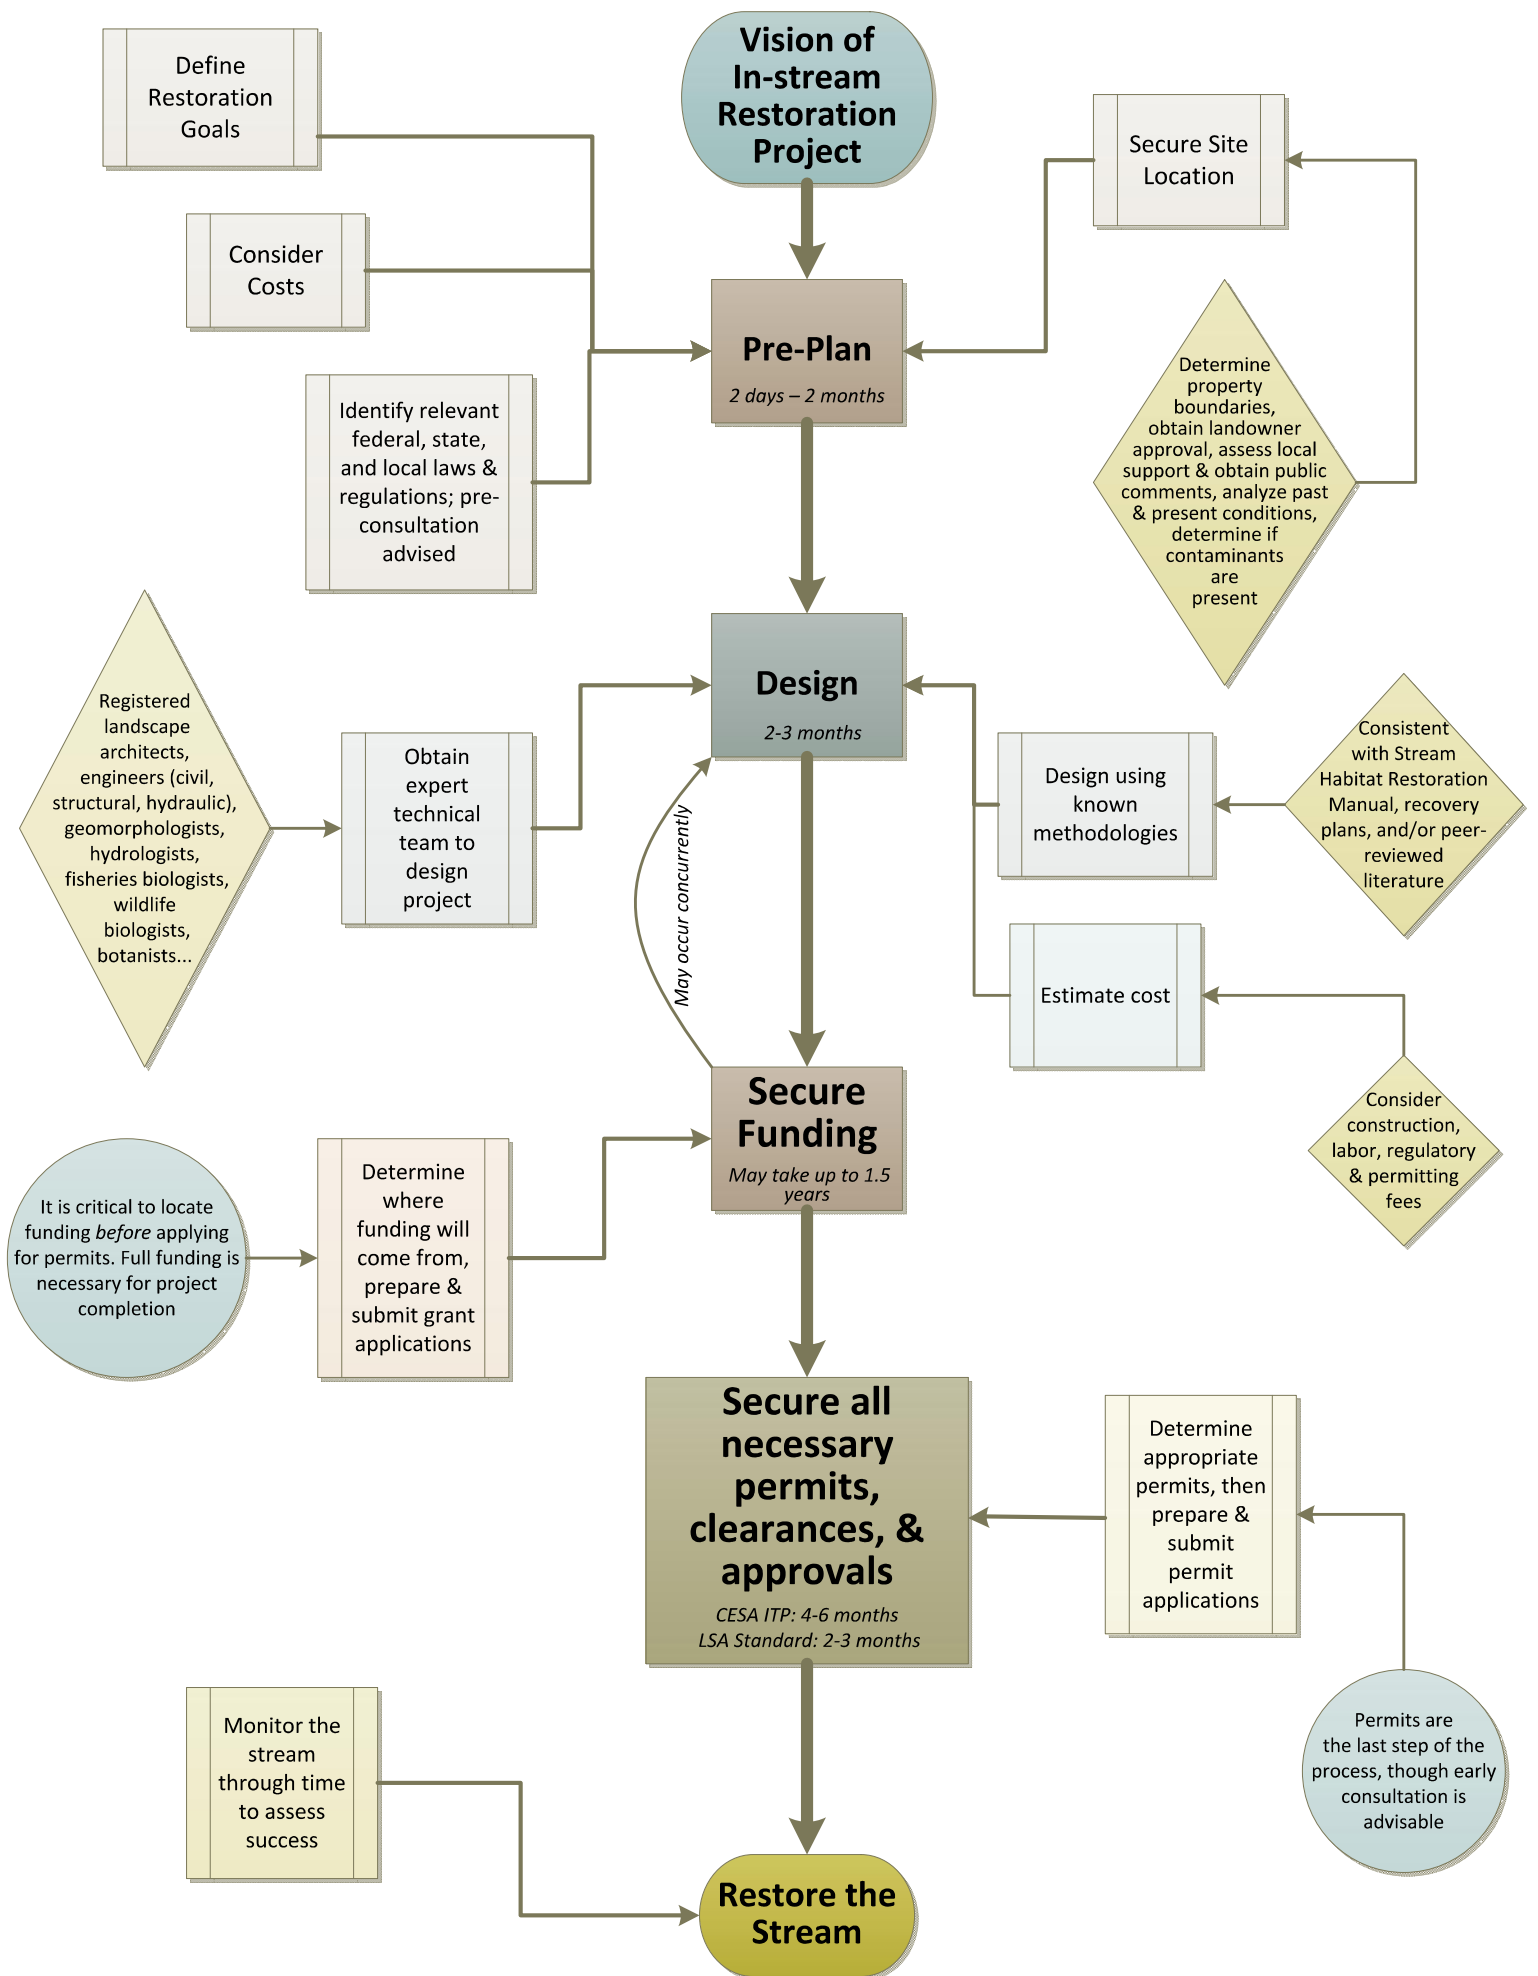 Vision of
In-stream
Restoration
Project
Define
Restoration
Goals
Secure Site
Location
Consider
Costs
Pre-Plan
2 days – 2 months
Identify relevant
federal, state,
and local laws &
regulations; pre-
consultation
advised
Determine
property
boundaries,
obtain landowner
approval, assess local
support & obtain public
comments, analyze past
& present conditions,
determine if
contaminants
are
present
Design
2-3 months
Registered
landscape
architects,
engineers (civil,
structural, hydraulic),
geomorphologists,
hydrologists,
fisheries biologists,
wildlife
biologists,
botanists...
Obtain
expert
technical
team to
design
project
May occur concurrently
Design using
known
methodologies
Consistent
with Stream
Habitat Restoration
Manual, recovery
plans, and/or peer-
reviewed
literature
Estimate cost
Consider
construction,
labor, regulatory
& permitting
fees
Secure
Funding
May take up to 1.5
years
It is critical to locate
funding before applying
for permits. Full funding is
necessary for project
completion
Determine
where
funding will
come from,
prepare &
submit grant
applications
Secure all
necessary
permits,
clearances, &
approvals
CESA ITP: 4-6 months
LSA Standard: 2-3 months
Determine
appropriate
permits, then
prepare &
submit
permit
applications
Permits are
the last step of the
process, though early
consultation is
advisable
Monitor the
stream
through time
to assess
success
Restore the
Stream